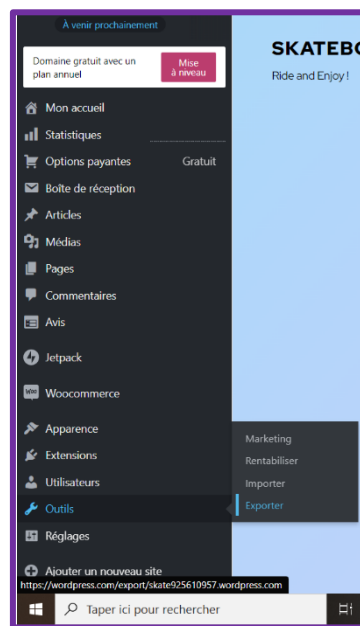 À venir prochainement
Domaine gratuit avec un
plan annuel
Mise
à niveau
SKATEBO
Ride and Enjoy !
Mon accueil
Statistiques
Options payantes Gratuit
Boîte de réception
Articles
Médias
Pages
Commentaires
Avis
Jetpack
Woo Woocommerce
Apparence
Extensions
Utilisateurs
Outils
Réglages
Ajouter un nouveau site
Marketing
Rentabiliser
Importer
Exporter
https://wordpress.com/export/skate925610957.wordpress.com
Taper ici pour rechercher